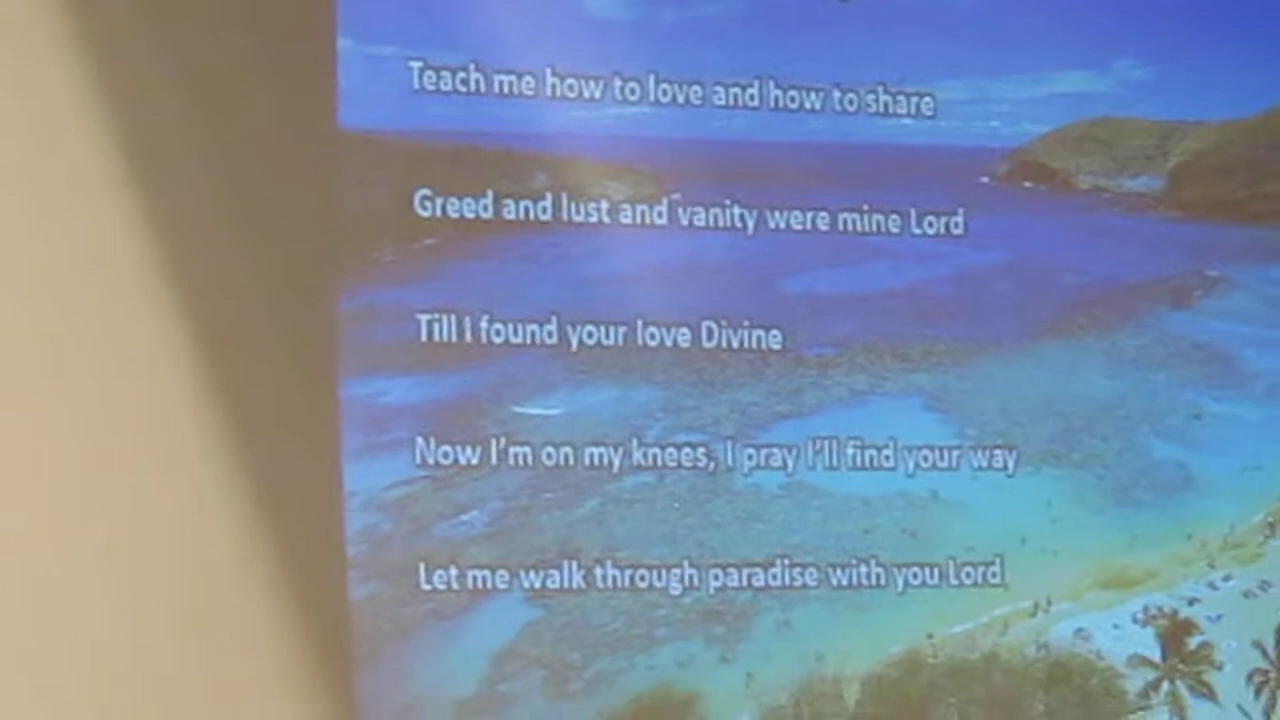 Teach me how to love and how to share
Greed and lust and vanity were mine Lord
Till I found your love Divine
Now I'm on my knees, I pray I'll find your way
Let me walk through paradise with you Lord